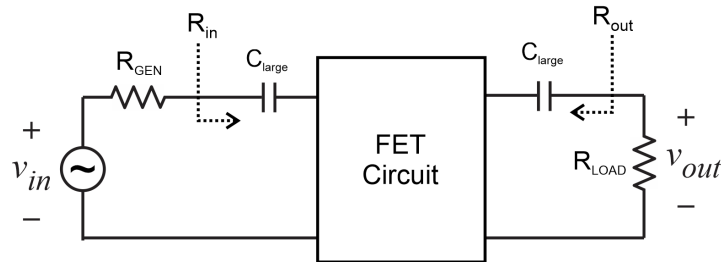 R_in
R_GEN
C_large
C_large
R_out
+
v_in
−
~
FET
Circuit
R_LOAD
+
v_out
−